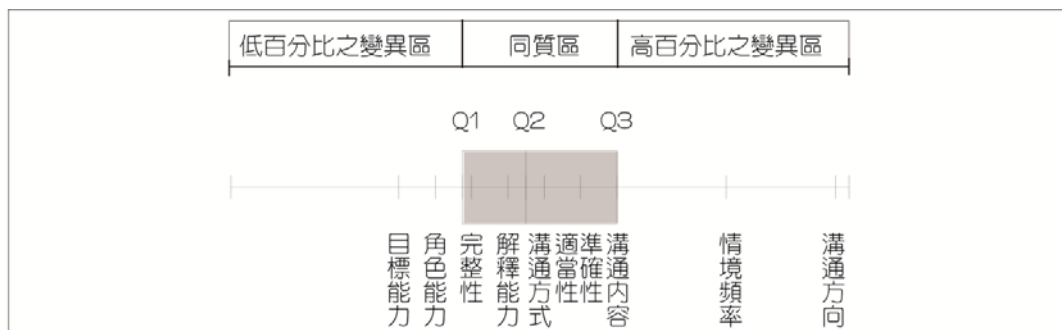 低百分比之變異區
同質區
高百分比之變異區
Q1
Q2
Q3
目標能力
角色能力
完整性
解釋能力
溝通方式
適當性
準確性
溝通內容
情境頻率
溝通方向